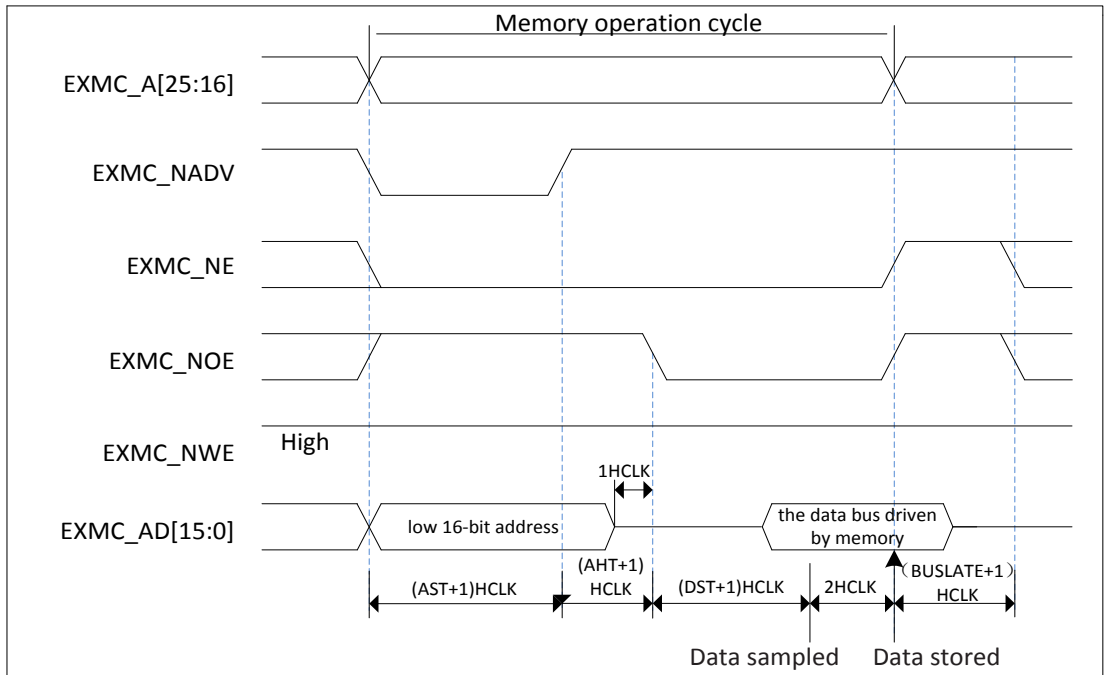 Memory operation cycle
EXMC_A[25:16]
EXMC_NADV
EXMC_NE
EXMC_NOE
High
EXMC_NWE
1HCLK
EXMC_AD[15:0]
low 16-bit address
the data bus driven
by memory
(AST+1)HCLK
(AHT+1)
HCLK
(DST+1)HCLK
2HCLK
（BUSLATE+1）
HCLK
Data sampled
Data stored